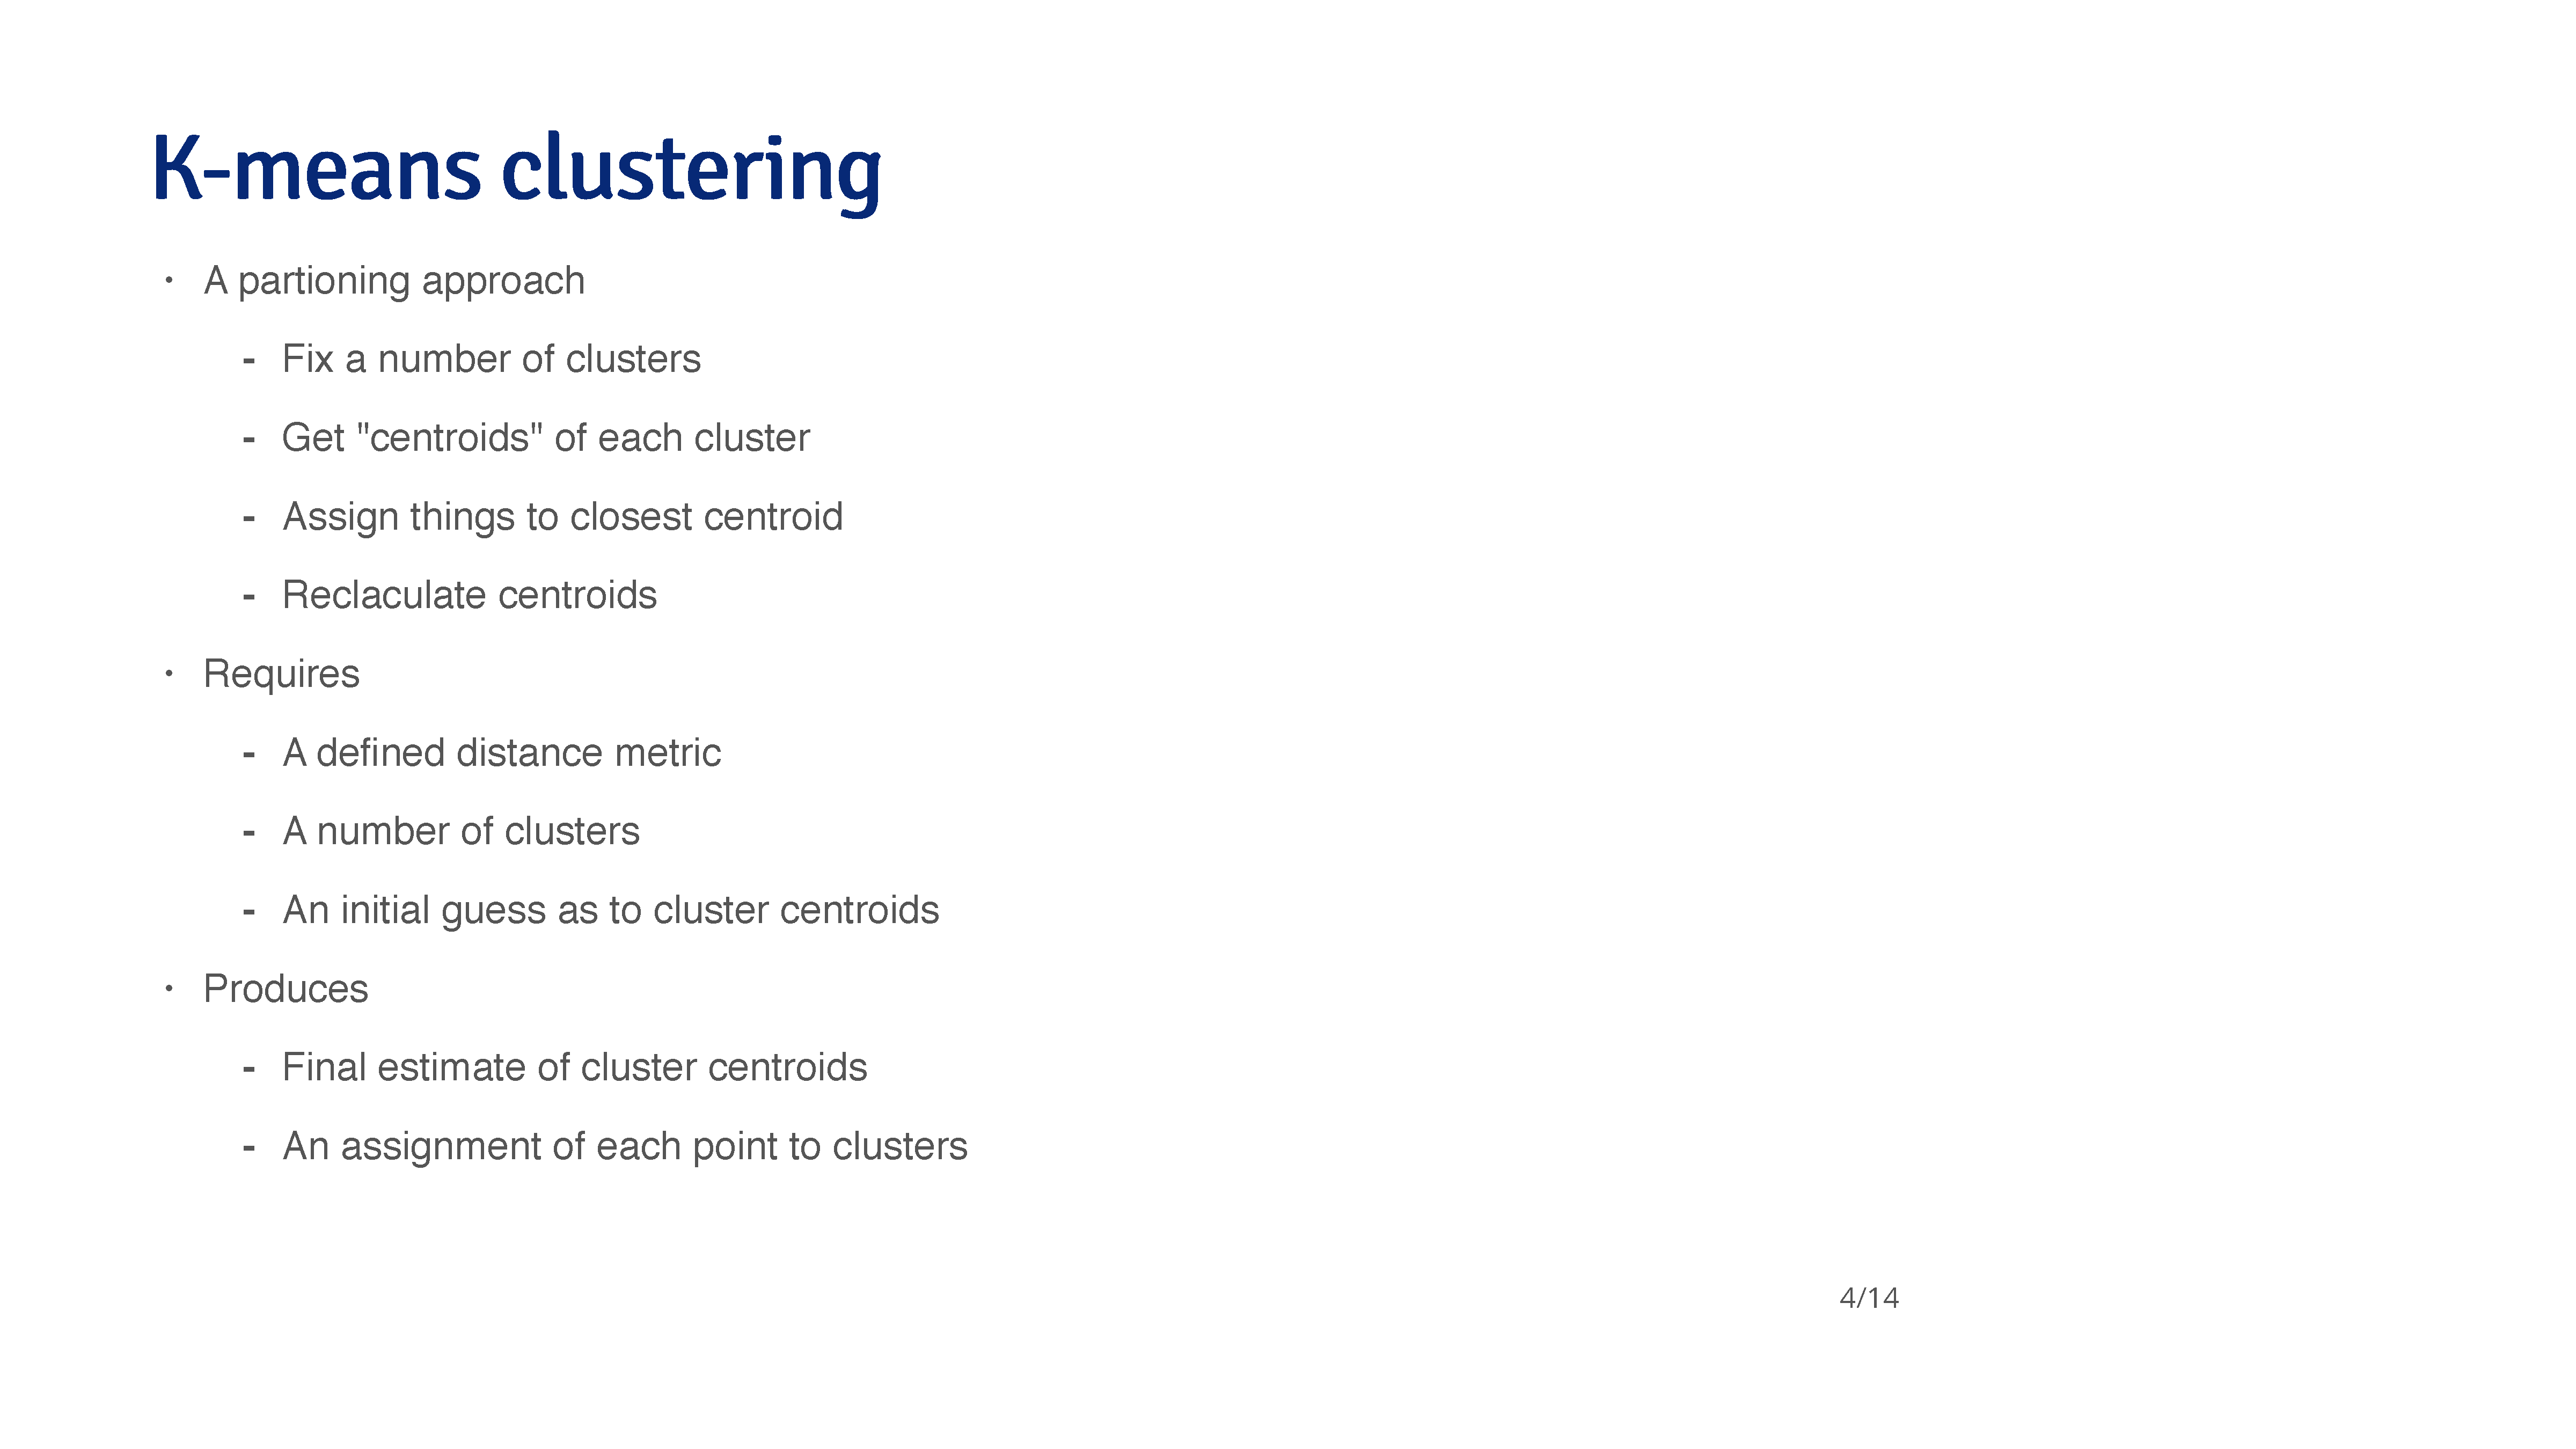 K-means clustering
· A partioning approach
- Fix a number of clusters
- Get "centroids" of each cluster
- Assign things to closest centroid
- Reclaculate centroids
· Requires
- A defined distance metric
- A number of clusters
- An initial guess as to cluster centroids
· Produces
- Final estimate of cluster centroids
- An assignment of each point to clusters
4/14